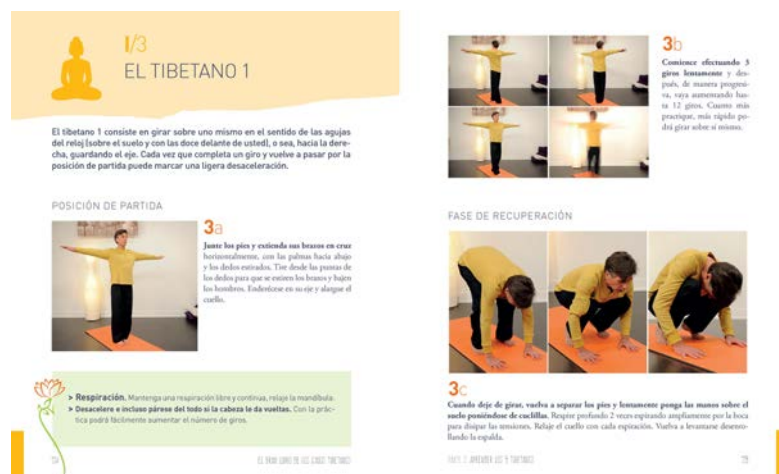 1/3
EL TIBETANO 1
El tibetano 1 consiste en girar sobre uno mismo en el sentido de las agujas
del reloj (sobre el suelo y con las doce delante de usted), o sea, hacia la dere-
cha, guardando el eje. Cada vez que completa un giro y vuelve a pasar por la
posición de partida puede marcar una ligera desaceleración.
POSICIÓN DE PARTIDA
3a
Junte los pies y extienda sus brazos en cruz
horizontalmente, con las palmas hacia abajo
y los dedos estirados. Tire desde las puntas de
los dedos para que se estiren los brazos y bajen
los hombros. Enderécese en su eje y alargue el
cuello.
> Respiración. Mantenga una respiración libre y continua, relaje la mandíbula.
> Desacelere e incluso párese del todo si la cabeza le da vueltas. Con la prác-
tica podrá fácilmente aumentar el número de giros.
EL GRAN LIBRO DE LOS CINCO TIBETANOS
3b
Comience efectuando 3
giros lentamente y des-
pués, de manera progresi-
va, vaya aumentando has-
ta 12 giros. Cuanto más
practique, más rápido po-
drá girar sobre sí mismo.
FASE DE RECUPERACIÓN
3c
Cuando deje de girar, vuelva a separar los pies y lentamente ponga las manos sobre el
suelo poniéndose de cuclillas. Respire profundo 2 veces espirando ampliamente por la boca
para disipar las tensiones. Relaje el cuello con cada espiración. Vuelva a levantarse desenro-
llando la espalda.